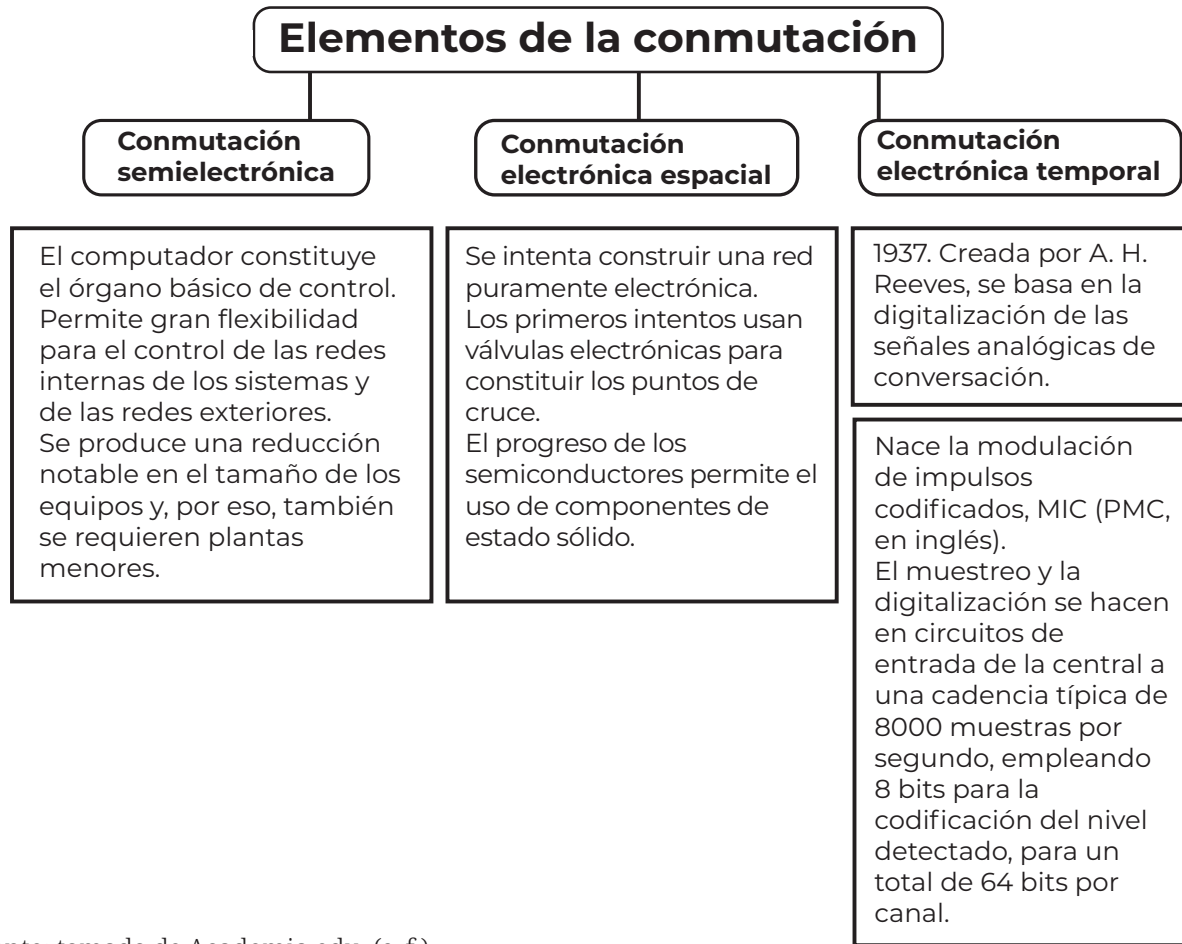 Elementos de la conmutación
Conmutación
semielectrónica
El computador constituye
el órgano básico de control.
Permite gran flexibilidad
para el control de las redes
internas de los sistemas y
de las redes exteriores.
Se produce una reducción
notable en el tamaño de los
equipos y, por eso, también
se requieren plantas
menores.
Conmutación
electrónica espacial
Se intenta construir una red
puramente electrónica.
Los primeros intentos usan
válvulas electrónicas para
constituir los puntos de
cruce.
El progreso de los
semiconductores permite el
uso de componentes de
estado sólido.
Conmutación
electrónica temporal
1937. Creada por A. H.
Reeves, se basa en la
digitalización de las
señales analógicas de
conversación.
Nace la modulación
de impulsos
codificados, MIC (PMC,
en inglés).
El muestreo y la
digitalización se hacen
en circuitos de
entrada de la central a
una cadencia típica de
8000 muestras por
segundo, empleando
8 bits para la
codificación del nivel
detectado, para un
total de 64 bits por
canal.